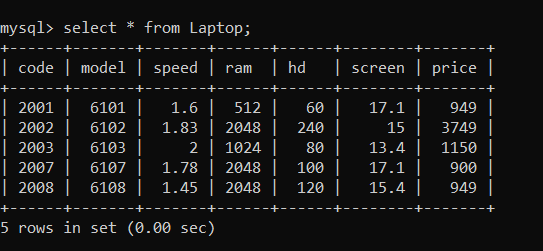 mysql> select * from Laptop;
+------+-------+-------+------+------+--------+-------+
| code | model | speed | ram  | hd   | screen | price |
+------+-------+-------+------+------+--------+-------+
| 2001 |  6101 |   1.6 |  512 |   60 |   17.1 |   949 |
| 2002 |  6102 |  1.83 | 2048 |  240 |     15 |  3749 |
| 2003 |  6103 |     2 | 1024 |   80 |   13.4 |  1150 |
| 2007 |  6107 |  1.78 | 2048 |  100 |   17.1 |   900 |
| 2008 |  6108 |  1.45 | 2048 |  120 |   15.4 |   949 |
+------+-------+-------+------+------+--------+-------+
5 rows in set (0.00 sec)